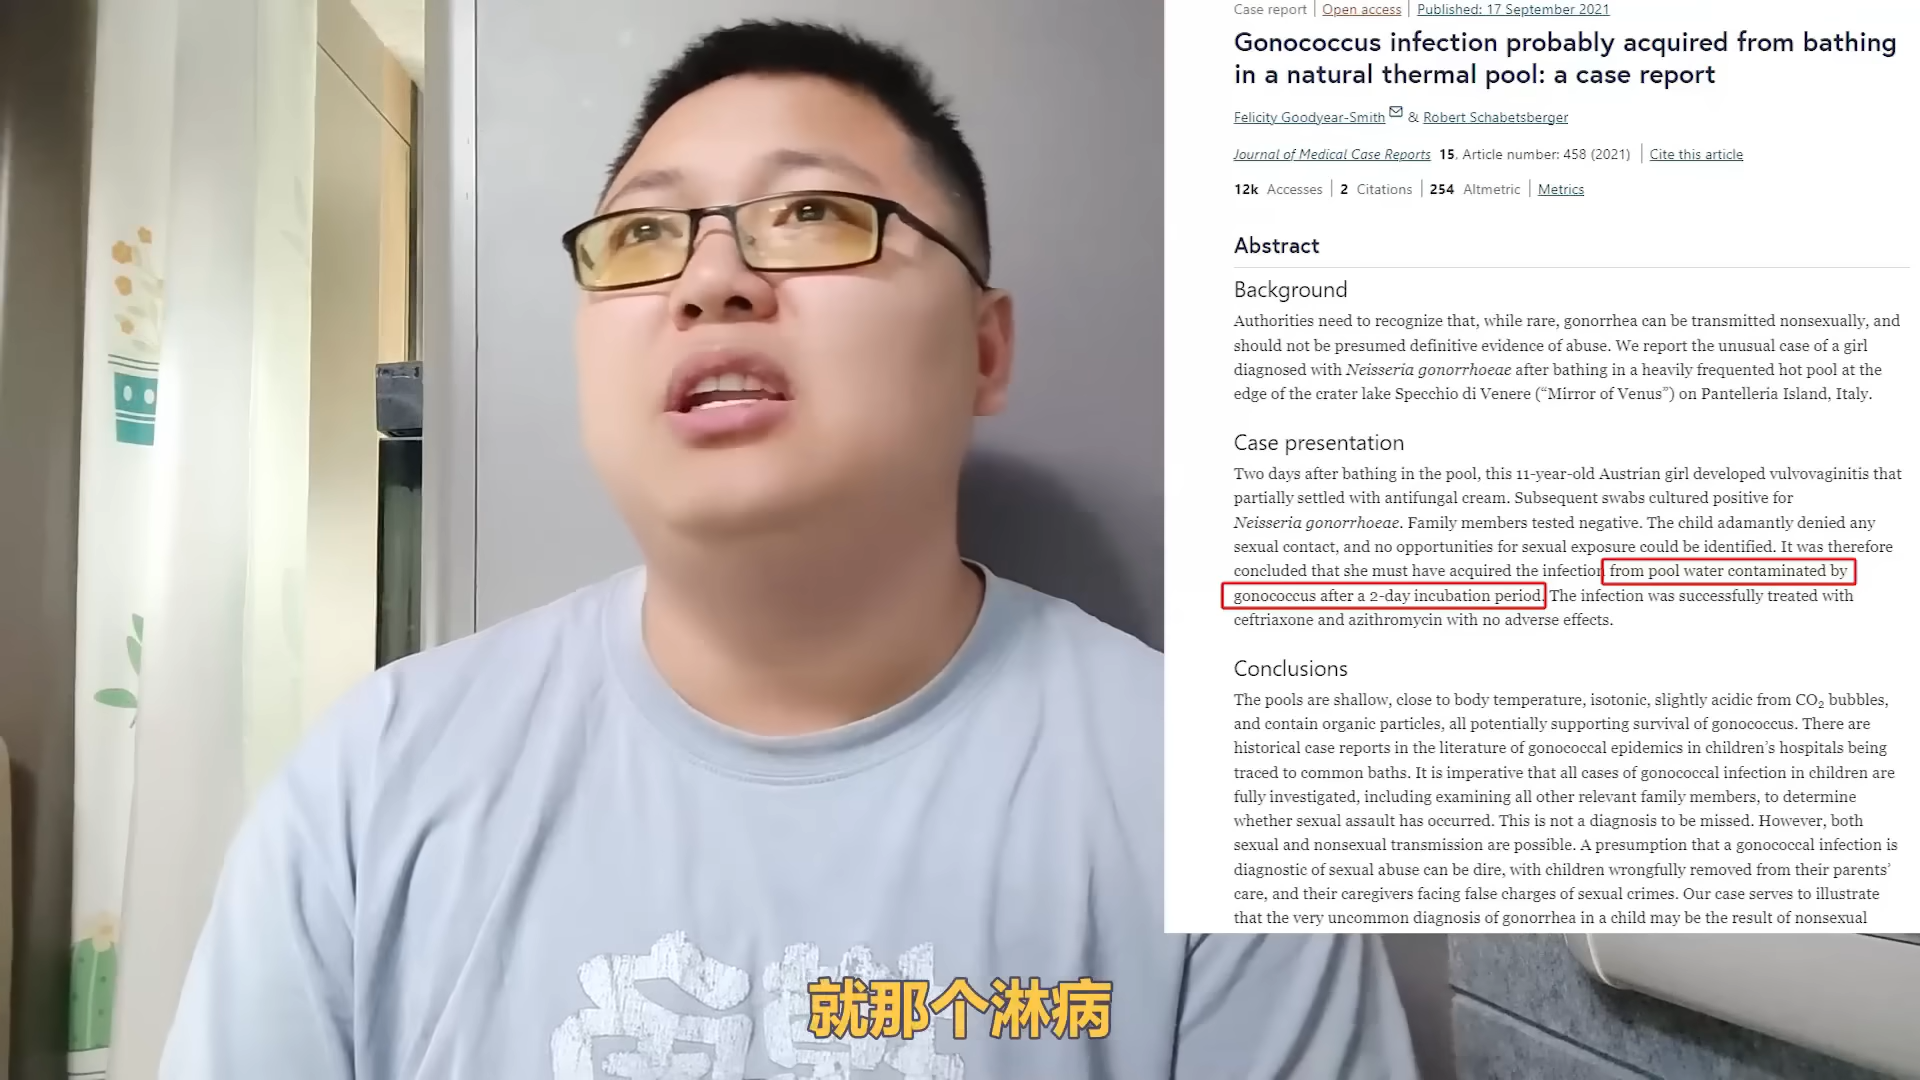 Case report | Open access | Published: 17 September 2021
Gonococcus infection probably acquired from bathing
in a natural thermal pool: a case report
Felicity Goodyear-Smith & Robert Schabetsberger
Journal of Medical Case Reports 15, Article number: 458 (2021) | Cite this article
12k Accesses | 2 Citations | 254 Altmetric | Metrics
Abstract
Background
Authorities need to recognize that, while rare, gonorrhea can be transmitted nonsexually, and
should not be presumed definitive evidence of abuse. We report the unusual case of a girl
diagnosed with Neisseria gonorrhoeae after bathing in a heavily frequented hot pool at the
edge of the crater lake Specchio di Venere (“Mirror of Venus”) on Pantelleria Island, Italy.
Case presentation
Two days after bathing in the pool, this 11-year-old Austrian girl developed vulvovaginitis that
partially settled with antifungal cream. Subsequent swabs cultured positive for
Neisseria gonorrhoeae. Family members tested negative. The child adamantly denied any
sexual contact, and no opportunities for sexual exposure could be identified. It was therefore
concluded that she must have acquired the infection from pool water contaminated by
gonococcus after a 2-day incubation period. The infection was successfully treated with
ceftriaxone and azithromycin with no adverse effects.
Conclusions
The pools are shallow, close to body temperature, isotonic, slightly acidic from CO₂ bubbles,
and contain organic particles, all potentially supporting survival of gonococcus. There are
historical case reports in the literature of gonococcal epidemics in children’s hospitals being
traced to common baths. It is imperative that all cases of gonococcal infection in children are
fully investigated, including examining all other relevant family members, to determine
whether sexual assault has occurred. This is not a diagnosis to be missed. However, both
sexual and nonsexual transmission are possible. A presumption that a gonococcal infection is
diagnostic of sexual abuse can be dire, with children wrongfully removed from their parents’
care, and their caregivers facing false charges of sexual crimes. Our case serves to illustrate
that the very uncommon diagnosis of gonorrhea in a child may be the result of nonsexual
就那个淋病